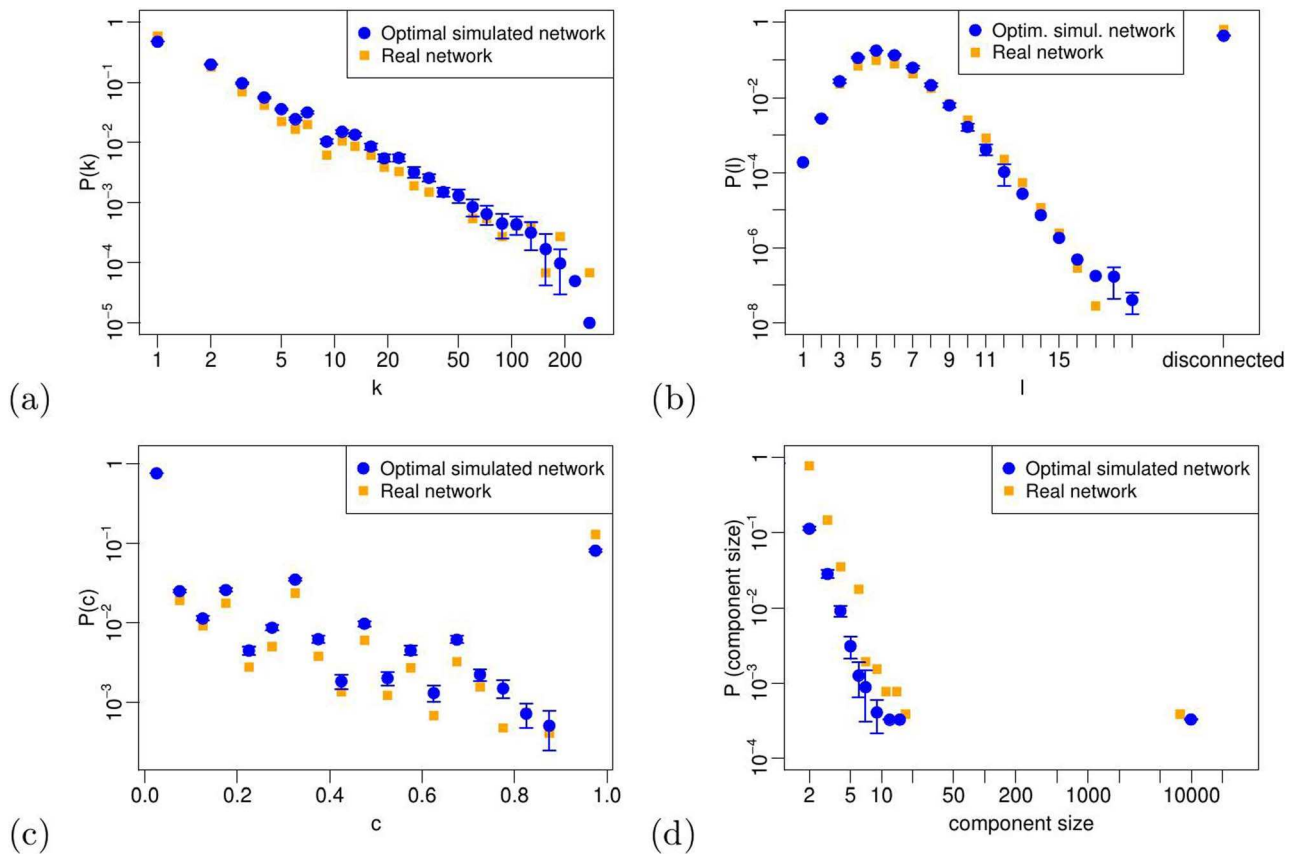 Optimal simulated network
Real network
P(k)
1
10⁻¹
10⁻²
10⁻³
10⁻⁴
10⁻⁵
1 2 5 10 20 50 100 200
k
(a)
Optim. simul. network
Real network
P(l)
1
10⁻²
10⁻⁴
10⁻⁶
10⁻⁸
1 3 5 7 9 11 15 disconnected
l
(b)
Optimal simulated network
Real network
P(c)
1
10⁻¹
10⁻²
10⁻³
0.0 0.2 0.4 0.6 0.8 1.0
c
(c)
Optimal simulated network
Real network
P (component size)
1
10⁻¹
10⁻²
10⁻³
10⁻⁴
2 5 10 50 200 1000 10000
component size
(d)